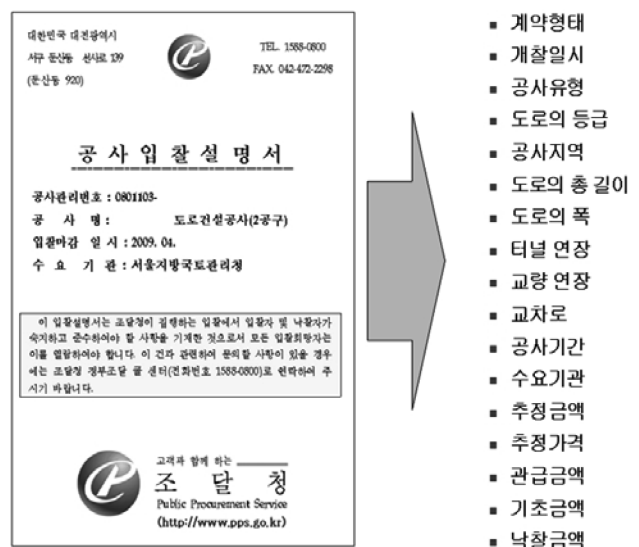 대한민국 대전광역시
서구 둔산동 선사로 139
(둔산동 920)
TEL. 1588-0800
FAX. 042-472-2298
공 사 입 찰 설 명 서
공사관리번호 : 0801103-
공 사 명 : 도로건설공사(2공구)
입찰마감 일 시 : 2009. 04.
수 요 기 관 : 서울지방국토관리청
이 입찰설명서는 조달청이 집행하는 입찰에서 입찰자 및 낙찰자가
숙지하고 준수하여야 할 사항을 기재한 것으로서 모든 입찰희망자는
이를 열람하여야 합니다. 이 건과 관련하여 문의할 사항이 있을 경우
에는 조달청 정부조달 콜 센터(전화번호 1588-0800)로 연락하여 주
시기 바랍니다.
고객과 함께 하는
조 달 청
Public Procurement Service
(http://www.pps.go.kr)
▪ 계약형태
▪ 개찰일시
▪ 공사유형
▪ 도로의 등급
▪ 공사지역
▪ 도로의 총 길이
▪ 도로의 폭
▪ 터널 연장
▪ 교량 연장
▪ 교차로
▪ 공사기간
▪ 수요기관
▪ 추정금액
▪ 추정가격
▪ 관급금액
▪ 기초금액
▪ 낙찰금액